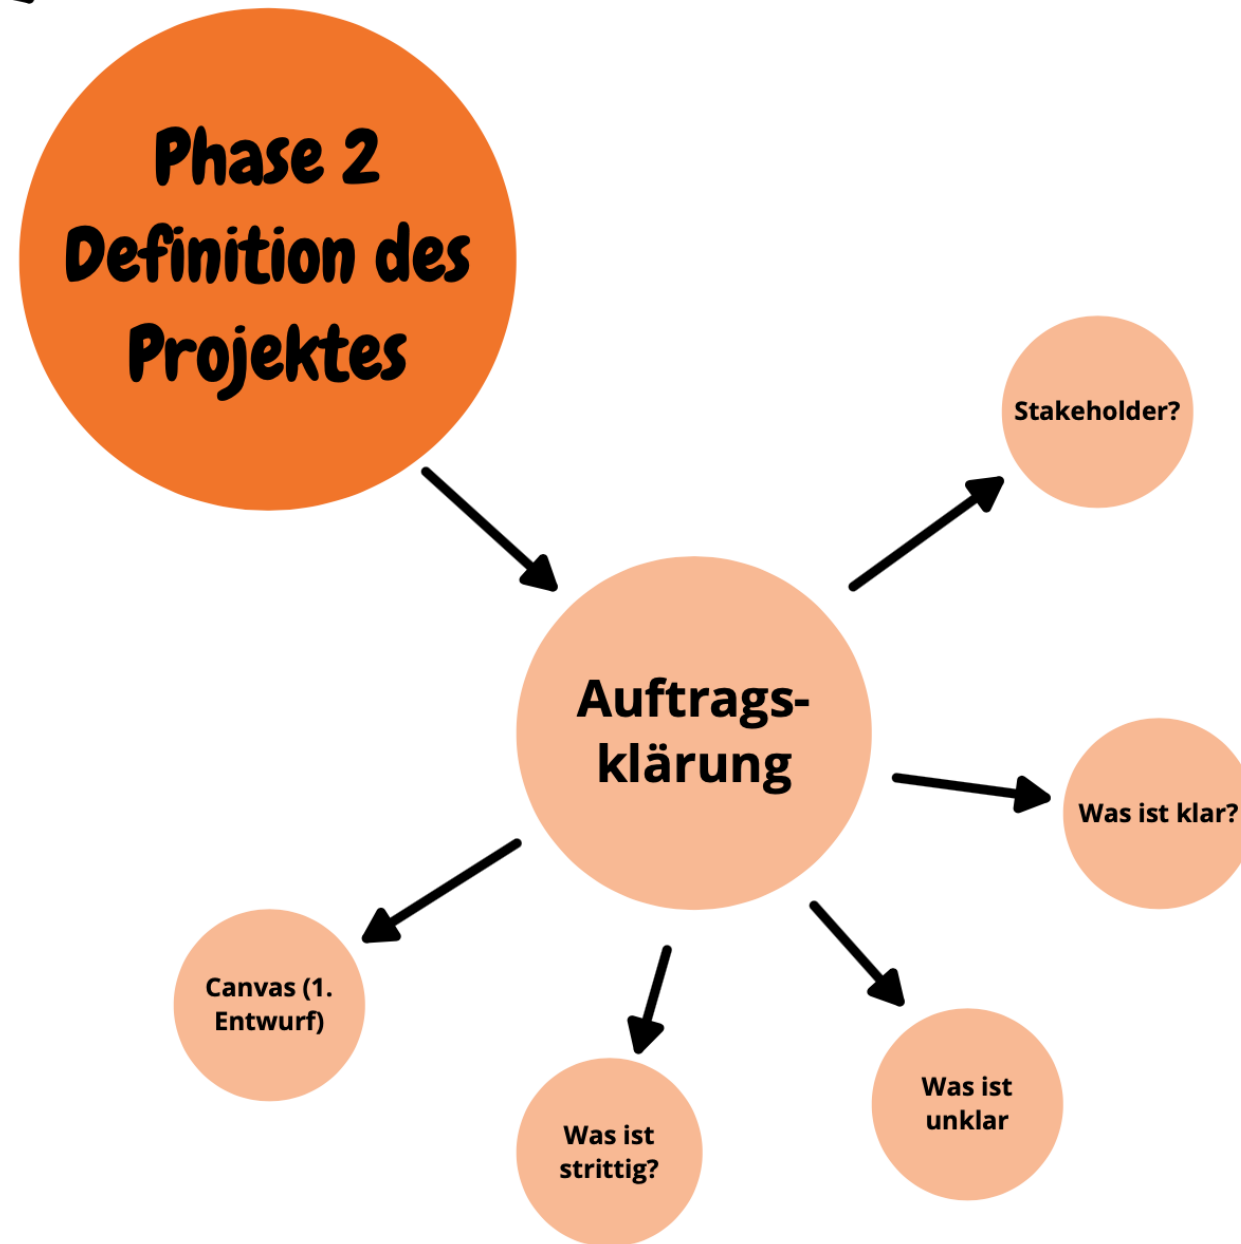 Phase 2
Definition des
Projektes
Stakeholder?
Auftrags-
klärung
Was ist klar?
Canvas (1.
Entwurf)
Was ist
unklar
Was ist
strittig?